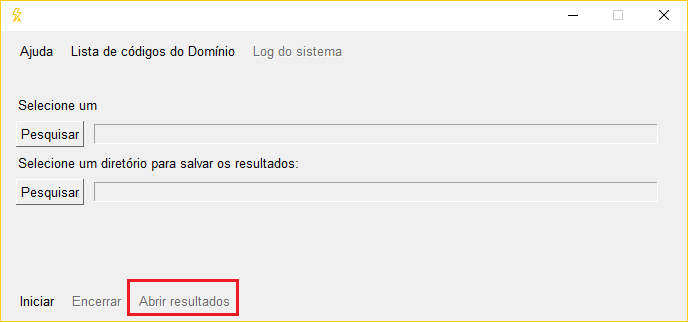 Ajuda Lista de códigos do Domínio Log do sistema
Selecione um
Pesquisar
Selecione um diretório para salvar os resultados:
Pesquisar
Iniciar Encerrar Abrir resultados